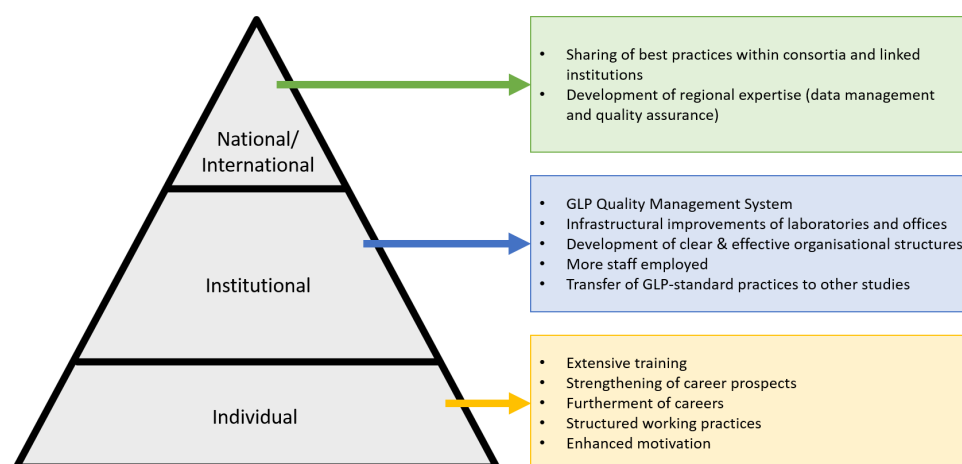 National/
International
• Sharing of best practices within consortia and linked
institutions
• Development of regional expertise (data management
and quality assurance)
Institutional
• GLP Quality Management System
• Infrastructural improvements of laboratories and offices
• Development of clear & effective organisational structures
• More staff employed
• Transfer of GLP-standard practices to other studies
Individual
• Extensive training
• Strengthening of career prospects
• Furtherment of careers
• Structured working practices
• Enhanced motivation